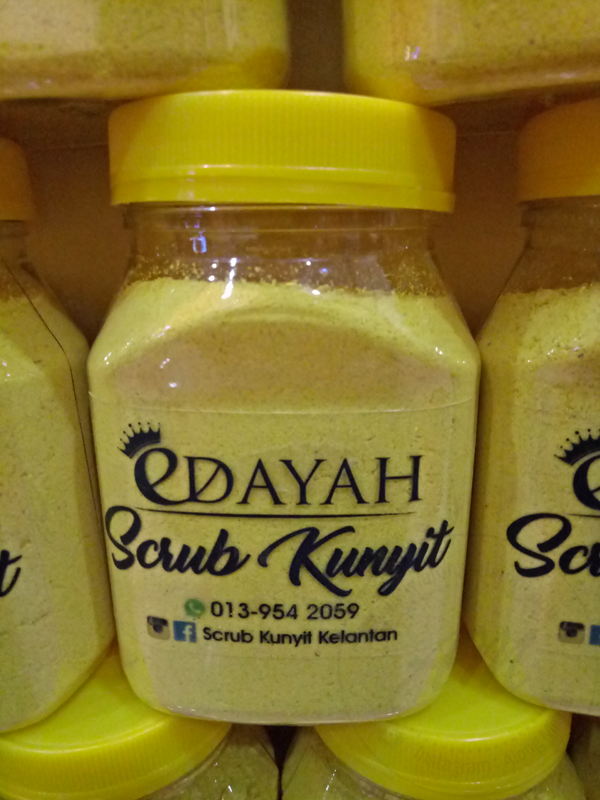 eDAYAH
Scrub Kunyit
013-954 2059
Scrub Kunyit Kelantan